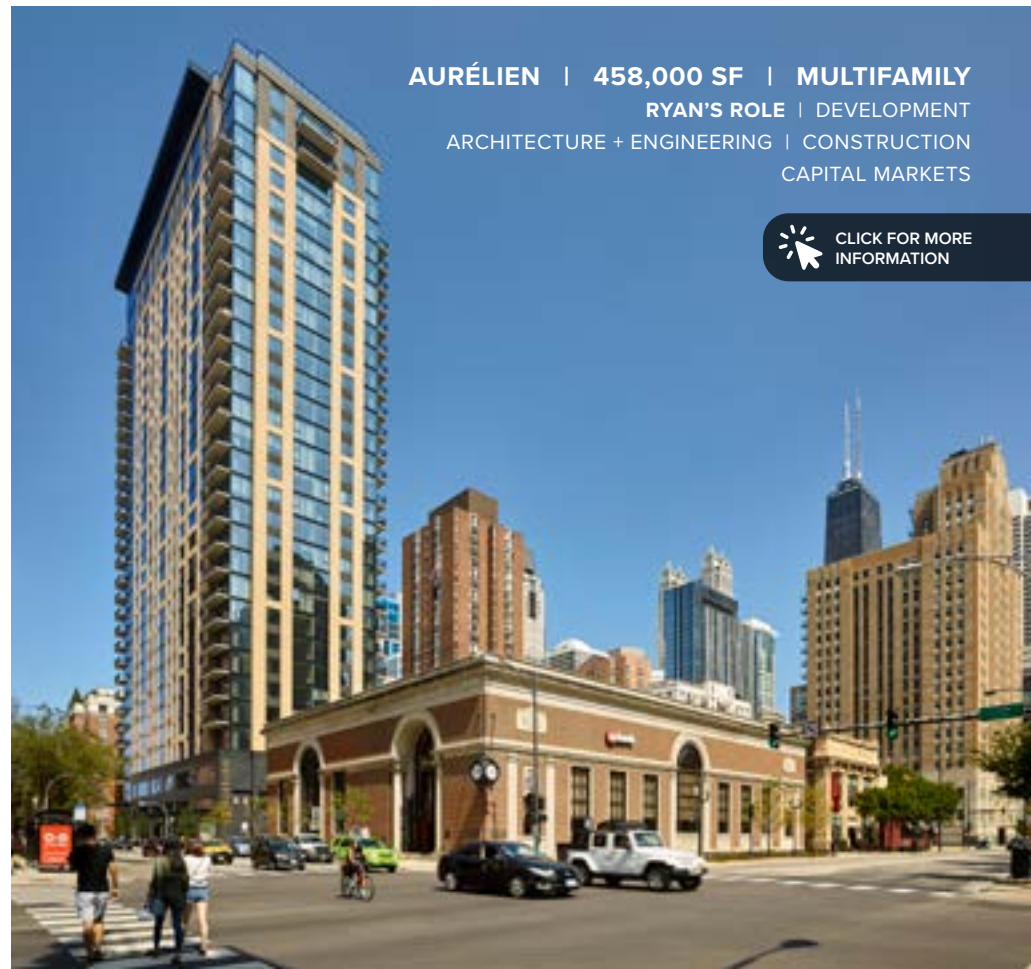 AURÉLIEN | 458,000 SF | MULTIFAMILY
RYAN'S ROLE | DEVELOPMENT
ARCHITECTURE + ENGINEERING | CONSTRUCTION
CAPITAL MARKETS
CLICK FOR MORE
INFORMATION